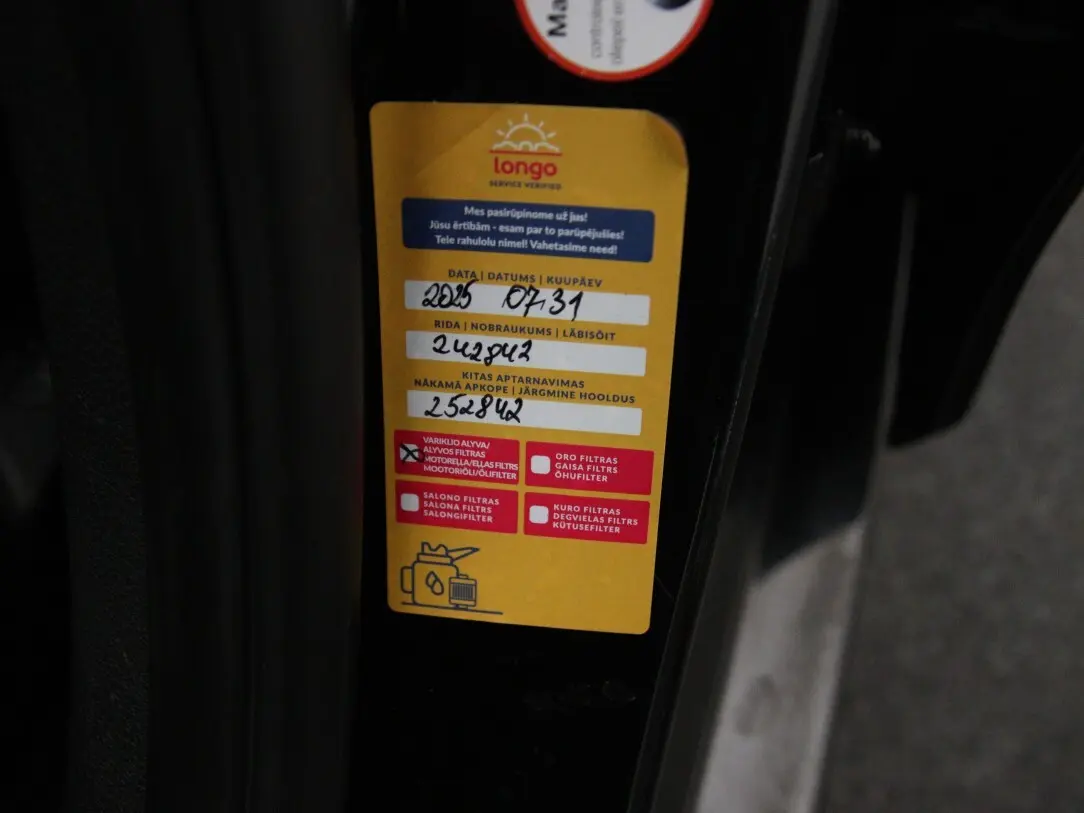 Ma
longo
SERVICE VERIFIED
Mes pasirūpinome už jus!
Jūsu ērtībām - esam par to parūpējušies!
Tele rahulolu nimel! Vahetasime need!
DATA | DATUMS | KUUPÄEV
2025 07.31
RIDA | NOBRAUKUMS | LÄBISÕIT
242842
KITAS APTARNAVIMAS
NĀKAMĀ APKOPE | JÄRGMINE HOOLDUS
252842
VARIKLIO ALYVA/
ALYVOS FILTRAS
MOTOREĻĻA/EĻĻAS FILTRS
MOOTORIÕLI/ÕLIFILTER
ORO FILTRAS
GAISA FILTRS
ÕHUFILTER
SALONO FILTRAS
SALONA FILTRS
SALONGIFILTER
KURO FILTRAS
DEGVIELAS FILTRS
KÜTUSEFILTER